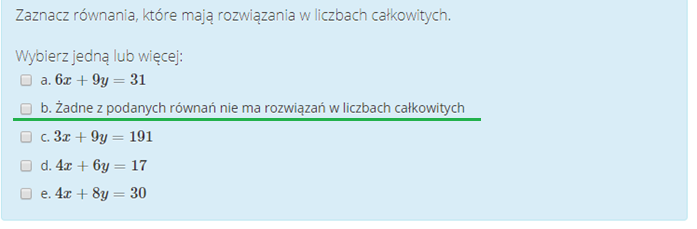 Zaznacz równania, które mają rozwiązania w liczbach całkowitych.
Wybierz jedną lub więcej:
a. 6x + 9y = 31
b. Żadne z podanych równań nie ma rozwiązań w liczbach całkowitych
c. 3x + 9y = 191
d. 4x + 6y = 17
e. 4x + 8y = 30